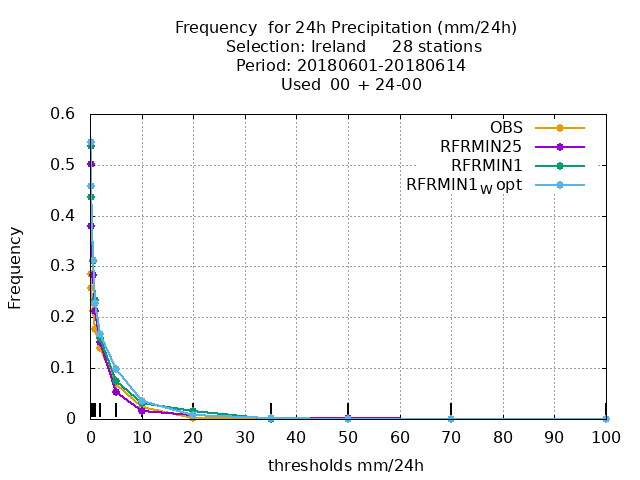 Frequency  for 24h Precipitation (mm/24h)
Selection: Ireland     28 stations
Period: 20180601-20180614
Used  00 + 24-00
OBS
RFRMIN25
RFRMIN1
RFRMIN1_W opt
0.6
0.5
0.4
0.3
0.2
0.1
0
Frequency
0 10 20 30 40 50 60 70 80 90 100
thresholds mm/24h